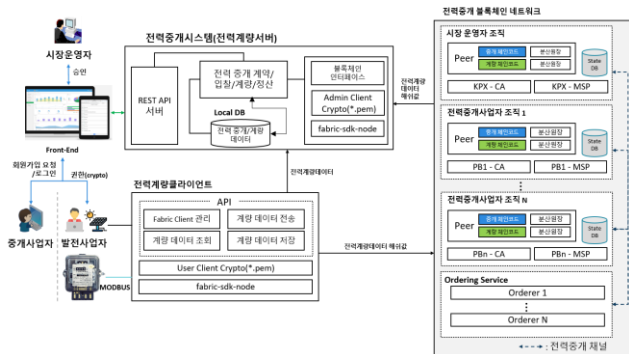 시장운영자
승인
Front-End
회원가입 요청
/로그인
권한(crypto)
중개사업자
발전사업자
MODBUS
전력중개시스템(전력계량서버)
REST API
서버
전력 중개 계약/
입찰/계량/정산
Local DB
전력 중개/계량
데이터
블록체인
인터페이스
Admin Client
Crypto(*.pem)
fabric-sdk-node
전력계량데이터
전력계량
데이터
해쉬값
전력계량클라이언트
API
Fabric Client 관리
계량 데이터 전송
계량 데이터 조회
계량 데이터 저장
User Client Crypto(*.pem)
fabric-sdk-node
전력계량데이터 해쉬값
전력중개 블록체인 네트워크
시장 운영자 조직
Peer
중개 체인코드
분산원장
계량 체인코드
분산원장
State
DB
KPX - CA
KPX - MSP
전력중개사업자 조직 1
Peer
중개 체인코드
분산원장
계량 체인코드
분산원장
State
DB
PB1 - CA
PB1 - MSP
전력중개사업자 조직 N
Peer
중개 체인코드
분산원장
계량 체인코드
분산원장
State
DB
PBn - CA
PBn - MSP
Ordering Service
Orderer 1
Orderer N
: 전력중개 채널